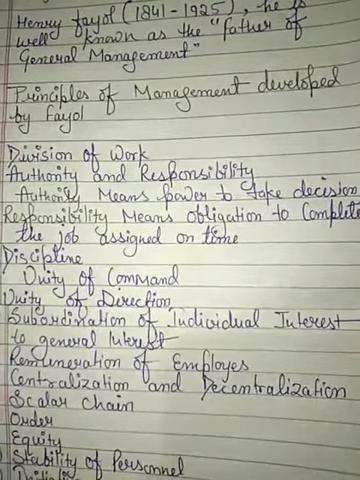 Henry fayol (1841-1925), he is
well known as the "father of
General Management"
Principles of Management developed
by Fayol
Division of Work
Authority and Responsibility
Authority Means power to take decision
Responsibility Means obligation to Complete
the job assigned on time
Discipline
Unity of Command
Unity of Direction
Subordination of Individual Interest
to general Interest
Remuneration of Employes
Centralization and Decentralization
Scalar chain
Order
Equity
Stability of Personnel